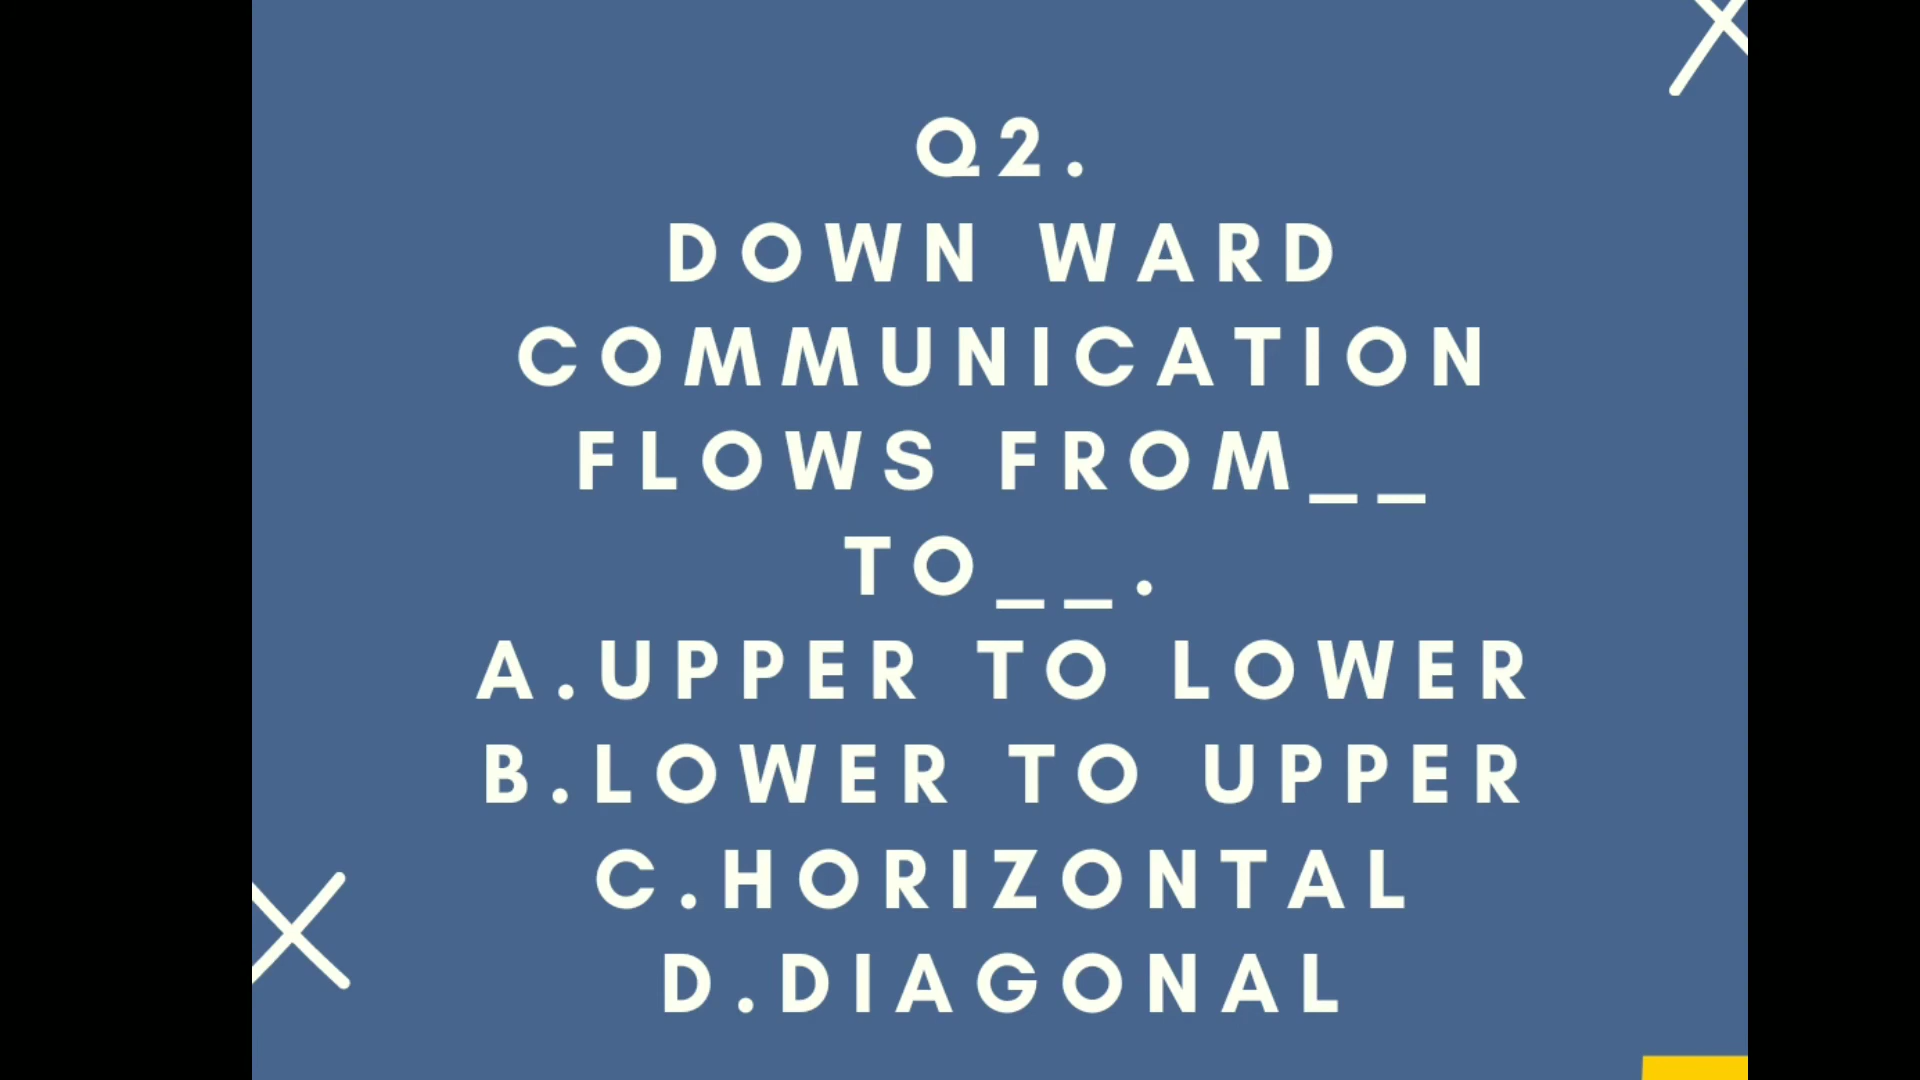 Q2.
DOWN WARD
COMMUNICATION
FLOWS FROM__
TO__.
A.UPPER TO LOWER
B.LOWER TO UPPER
C.HORIZONTAL
D.DIAGONAL